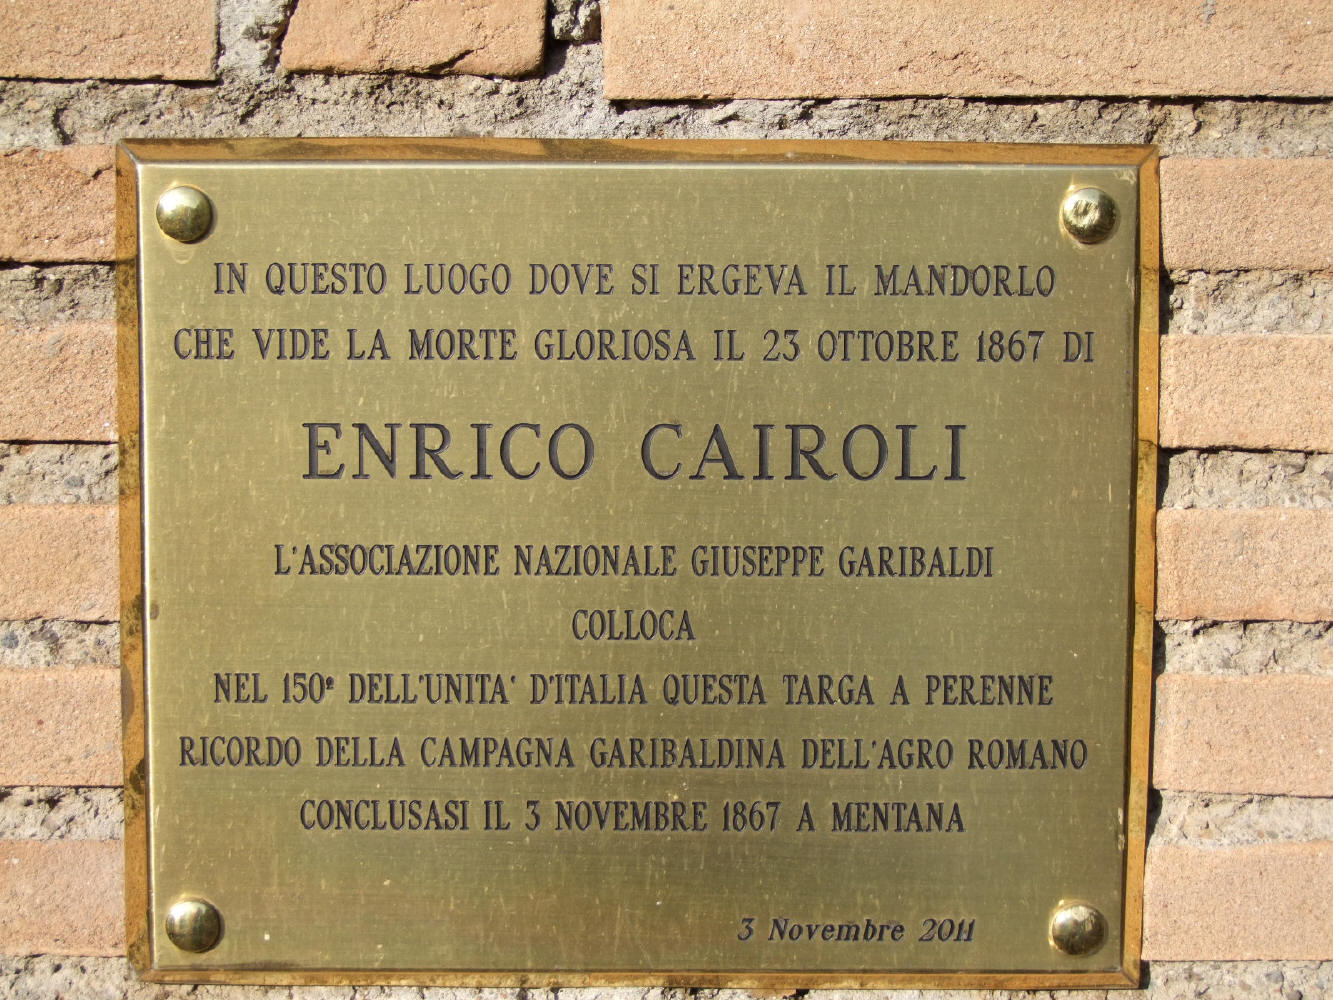 IN QUESTO LUOGO DOVE SI ERGEVA IL MANDORLO
CHE VIDE LA MORTE GLORIOSA IL 23 OTTOBRE 1867 DI
ENRICO CAIROLI
L'ASSOCIAZIONE NAZIONALE GIUSEPPE GARIBALDI
COLLOCA
NEL 150º DELL'UNITA' D'ITALIA QUESTA TARGA A PERENNE
RICORDO DELLA CAMPAGNA GARIBALDINA DELL'AGRO ROMANO
CONCLUSASI IL 3 NOVEMBRE 1867 A MENTANA
3 Novembre 2011